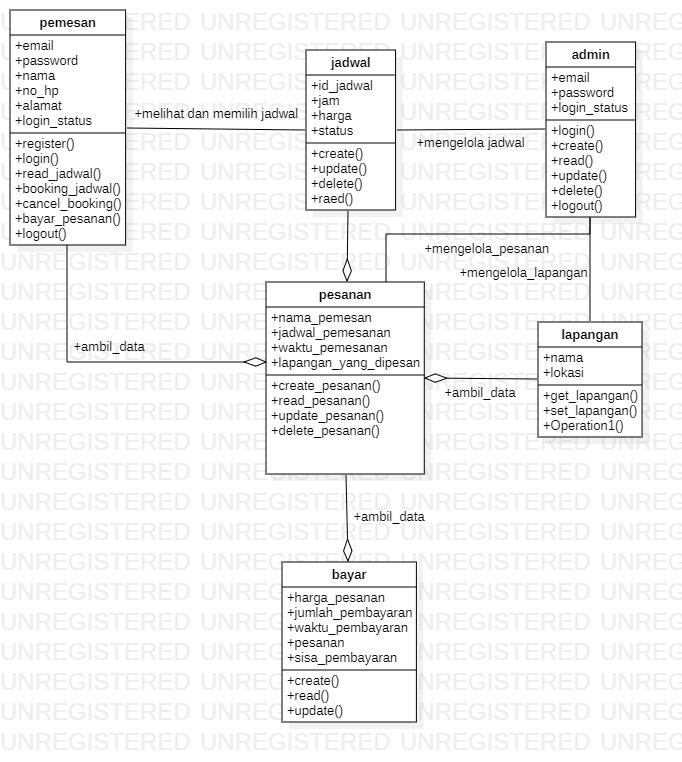 pemesan
+email
+password
+nama
+no_hp
+alamat
+login_status
+register()
+login()
+read_jadwal()
+booking_jadwal()
+cancel_booking()
+bayar_pesanan()
+logout()
+melihat dan memilih jadwal
jadwal
+id_jadwal
+jam
+harga
+status
+create()
+update()
+delete()
+raed()
+mengelola jadwal
admin
+email
+password
+login_status
+login()
+create()
+read()
+update()
+delete()
+logout()
+mengelola_pesanan
+mengelola_lapangan
+ambil_data
pesanan
+nama_pemesan
+jadwal_pemesanan
+waktu_pemesanan
+lapangan_yang_dipesan
+create_pesanan()
+read_pesanan()
+update_pesanan()
+delete_pesanan()
+ambil_data
lapangan
+nama
+lokasi
+get_lapangan()
+set_lapangan()
+Operation1()
+ambil_data
bayar
+harga_pesanan
+jumlah_pembayaran
+waktu_pembayaran
+pesanan
+sisa_pembayaran
+create()
+read()
+update()
UNREGISTERED